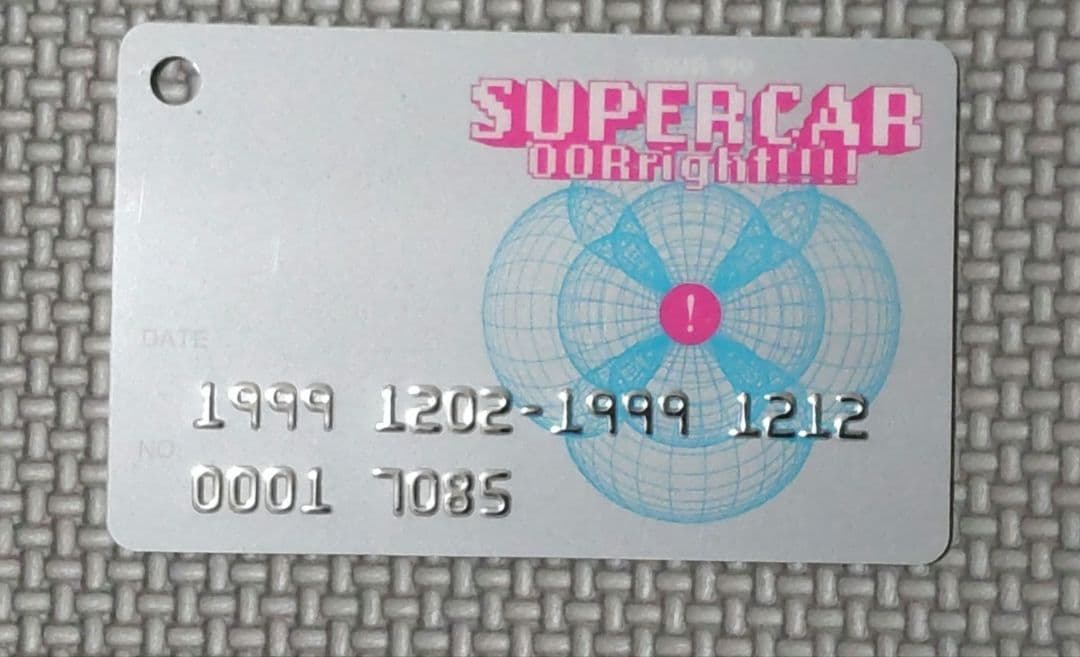 SUPERCAR
OORright!!!!
!
DATE
1999 1202-1999 1212
NO.
0001 7085